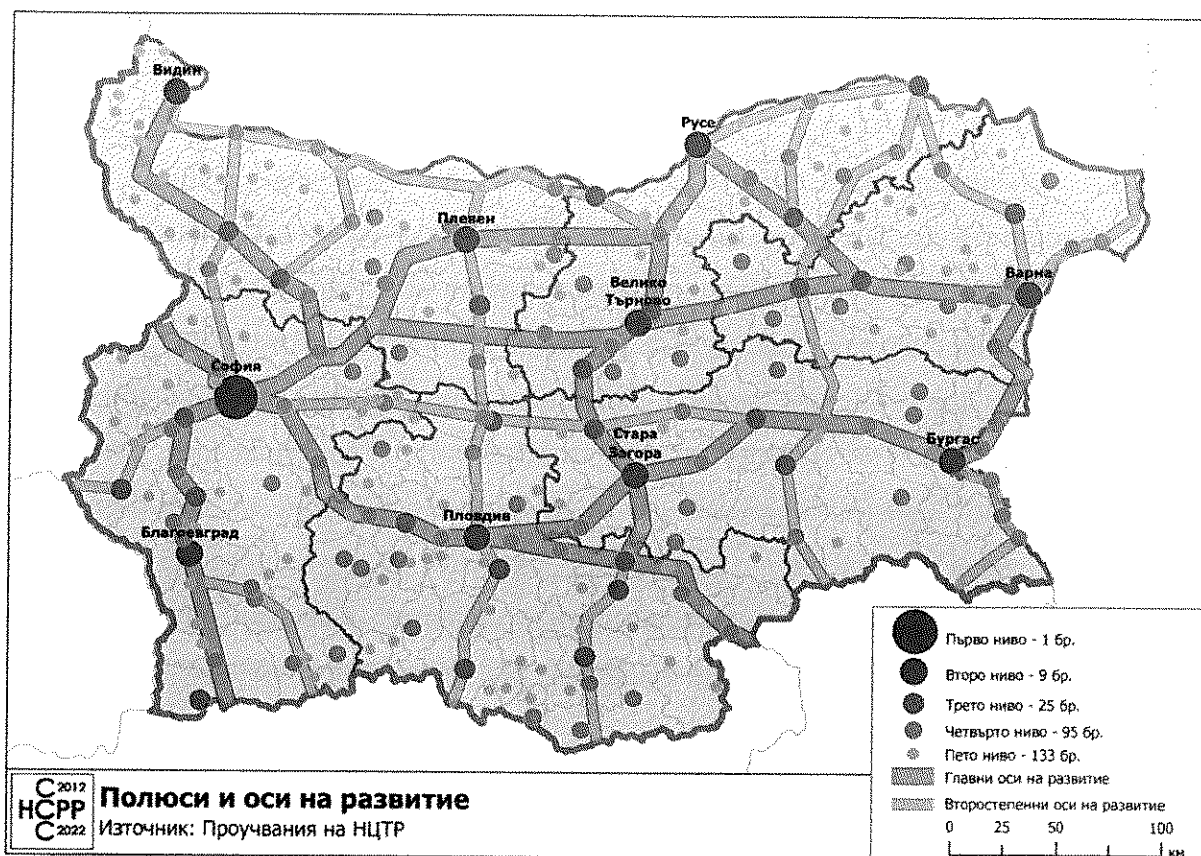 Видин
Русе
Плевен
Велико
Търново
Варна
София
Стара
Загора
Бургас
Пловдив
Благоевград
Първо ниво - 1 бр.
Второ ниво - 9 бр.
Трето ниво - 25 бр.
Четвърто ниво - 95 бр.
Пето ниво - 133 бр.
Главни оси на развитие
Второстепенни оси на развитие
0 25 50 100
км
С 2012
НСРР
С 2022
Полюси и оси на развитие
Източник: Проучвания на НЦТР